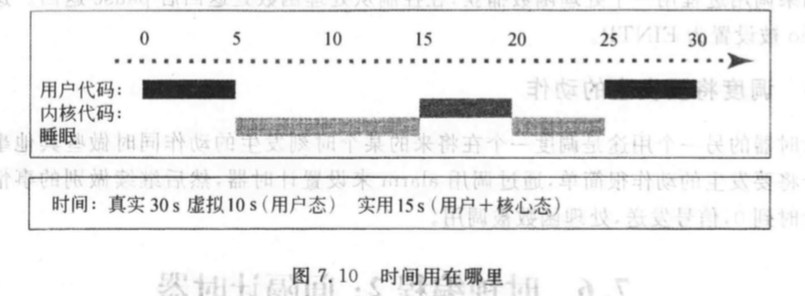 0 5 10 15 20 25 30
用户代码:
内核代码:
睡眠
时间: 真实 30 s 虚拟 10 s (用户态) 实用 15 s (用户+核心态)
图 7.10 时间用在哪里